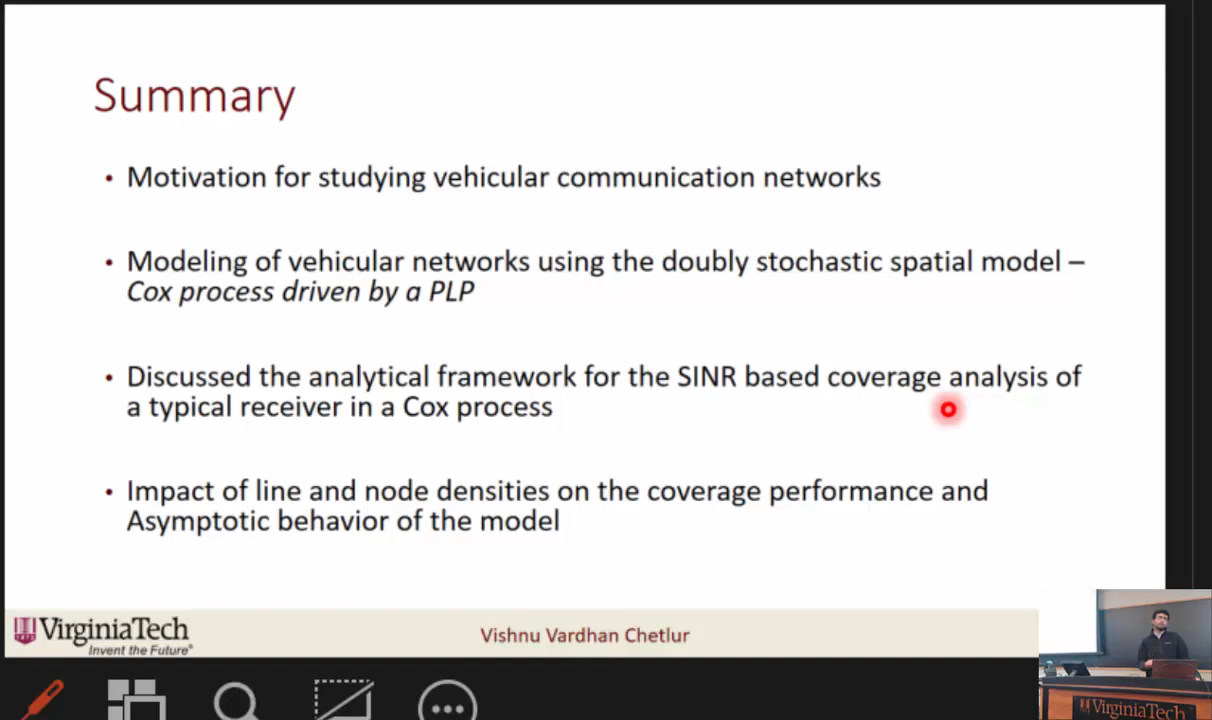 Summary
• Motivation for studying vehicular communication networks
• Modeling of vehicular networks using the doubly stochastic spatial model –
Cox process driven by a PLP
• Discussed the analytical framework for the SINR based coverage analysis of
a typical receiver in a Cox process
• Impact of line and node densities on the coverage performance and
Asymptotic behavior of the model
VirginiaTech
Invent the Future®
Vishnu Vardhan Chetlur
VirginiaTech